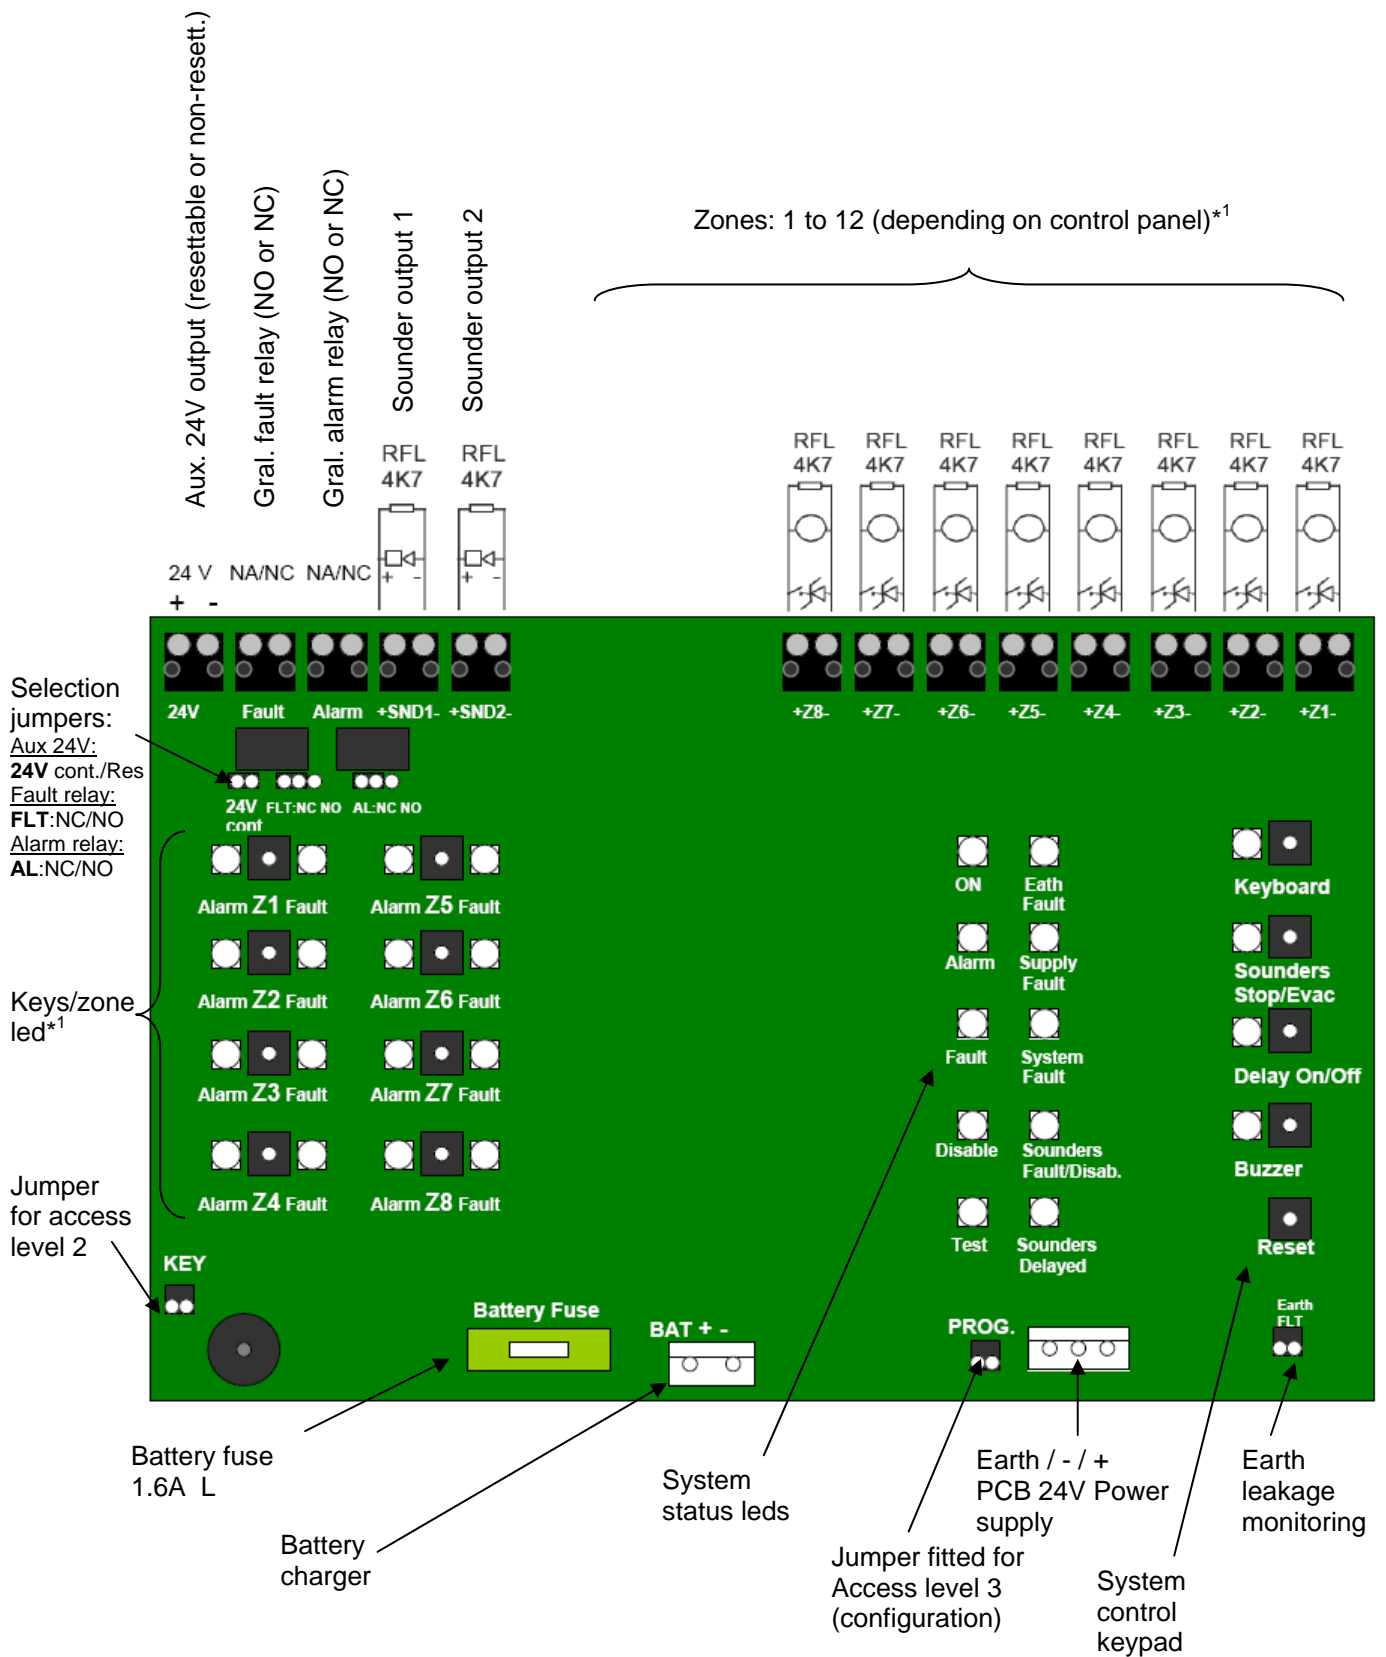 Aux. 24V output (resettable or non-resett.)
Gral. fault relay (NO or NC)
Gral. alarm relay (NO or NC)
Sounder output 1
Sounder output 2
Zones: 1 to 12 (depending on control panel)*1
RFL
4K7
RFL
4K7
RFL
4K7
RFL
4K7
RFL
4K7
RFL
4K7
RFL
4K7
RFL
4K7
RFL
4K7
RFL
4K7
24 V
+ -
NA/NC
NA/NC
+ -
+ -
24V
Fault
Alarm
+SND1-
+SND2-
+Z8-
+Z7-
+Z6-
+Z5-
+Z4-
+Z3-
+Z2-
+Z1-
Selection
jumpers:
Aux 24V:
24V cont./Res
Fault relay:
FLT:NC/NO
Alarm relay:
AL:NC/NO
24V
cont
FLT:NC NO
AL:NC NO
Alarm Z1 Fault
Alarm Z5 Fault
Alarm Z2 Fault
Alarm Z6 Fault
Alarm Z3 Fault
Alarm Z7 Fault
Alarm Z4 Fault
Alarm Z8 Fault
Keys/zone
led*1
ON
Eath
Fault
Alarm
Supply
Fault
Fault
System
Fault
Disable
Sounders
Fault/Disab.
Test
Sounders
Delayed
Keyboard
Sounders
Stop/Evac
Delay On/Off
Buzzer
Reset
Jumper
for access
level 2
KEY
Battery Fuse
BAT + -
PROG.
Earth
FLT
Battery fuse
1.6A L
Battery
charger
System
status leds
Jumper fitted for
Access level 3
(configuration)
Earth / - / +
PCB 24V Power
supply
System
control
keypad
Earth
leakage
monitoring